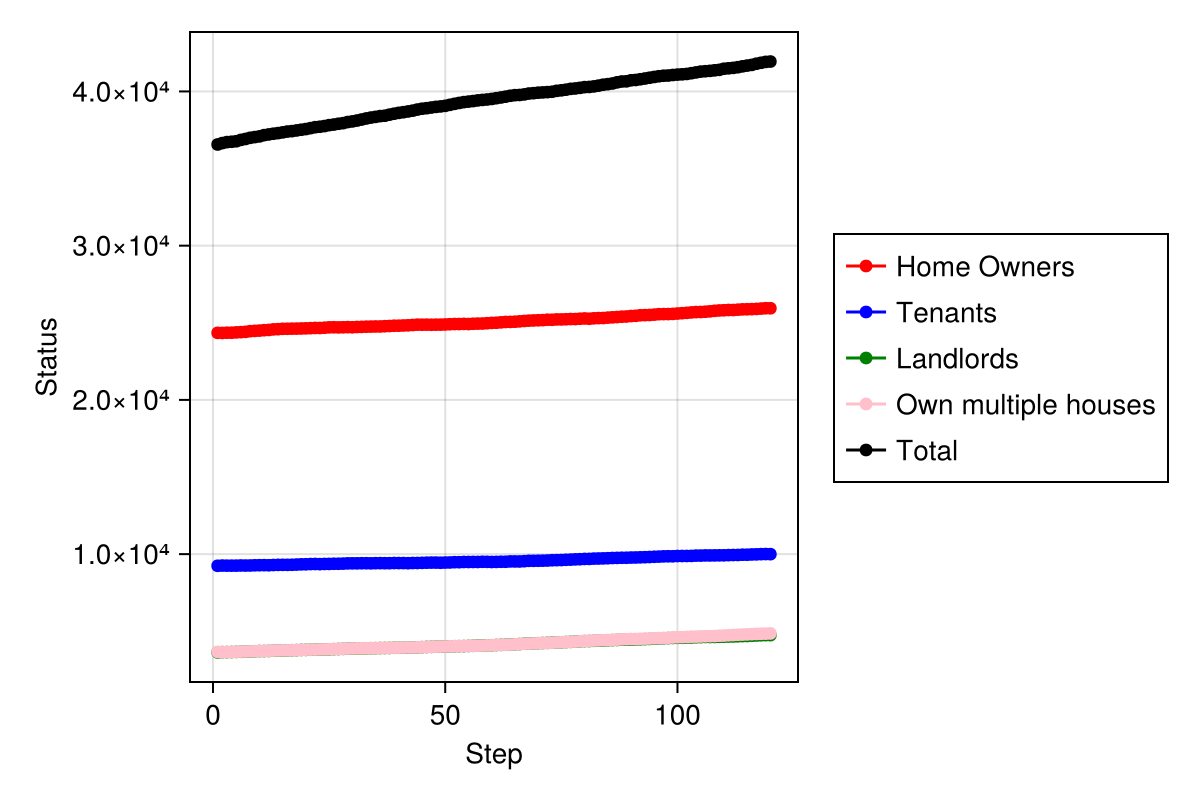 4.0×10⁴
3.0×10⁴
2.0×10⁴
1.0×10⁴
Status
0 50 100
Step
Home Owners
Tenants
Landlords
Own multiple houses
Total